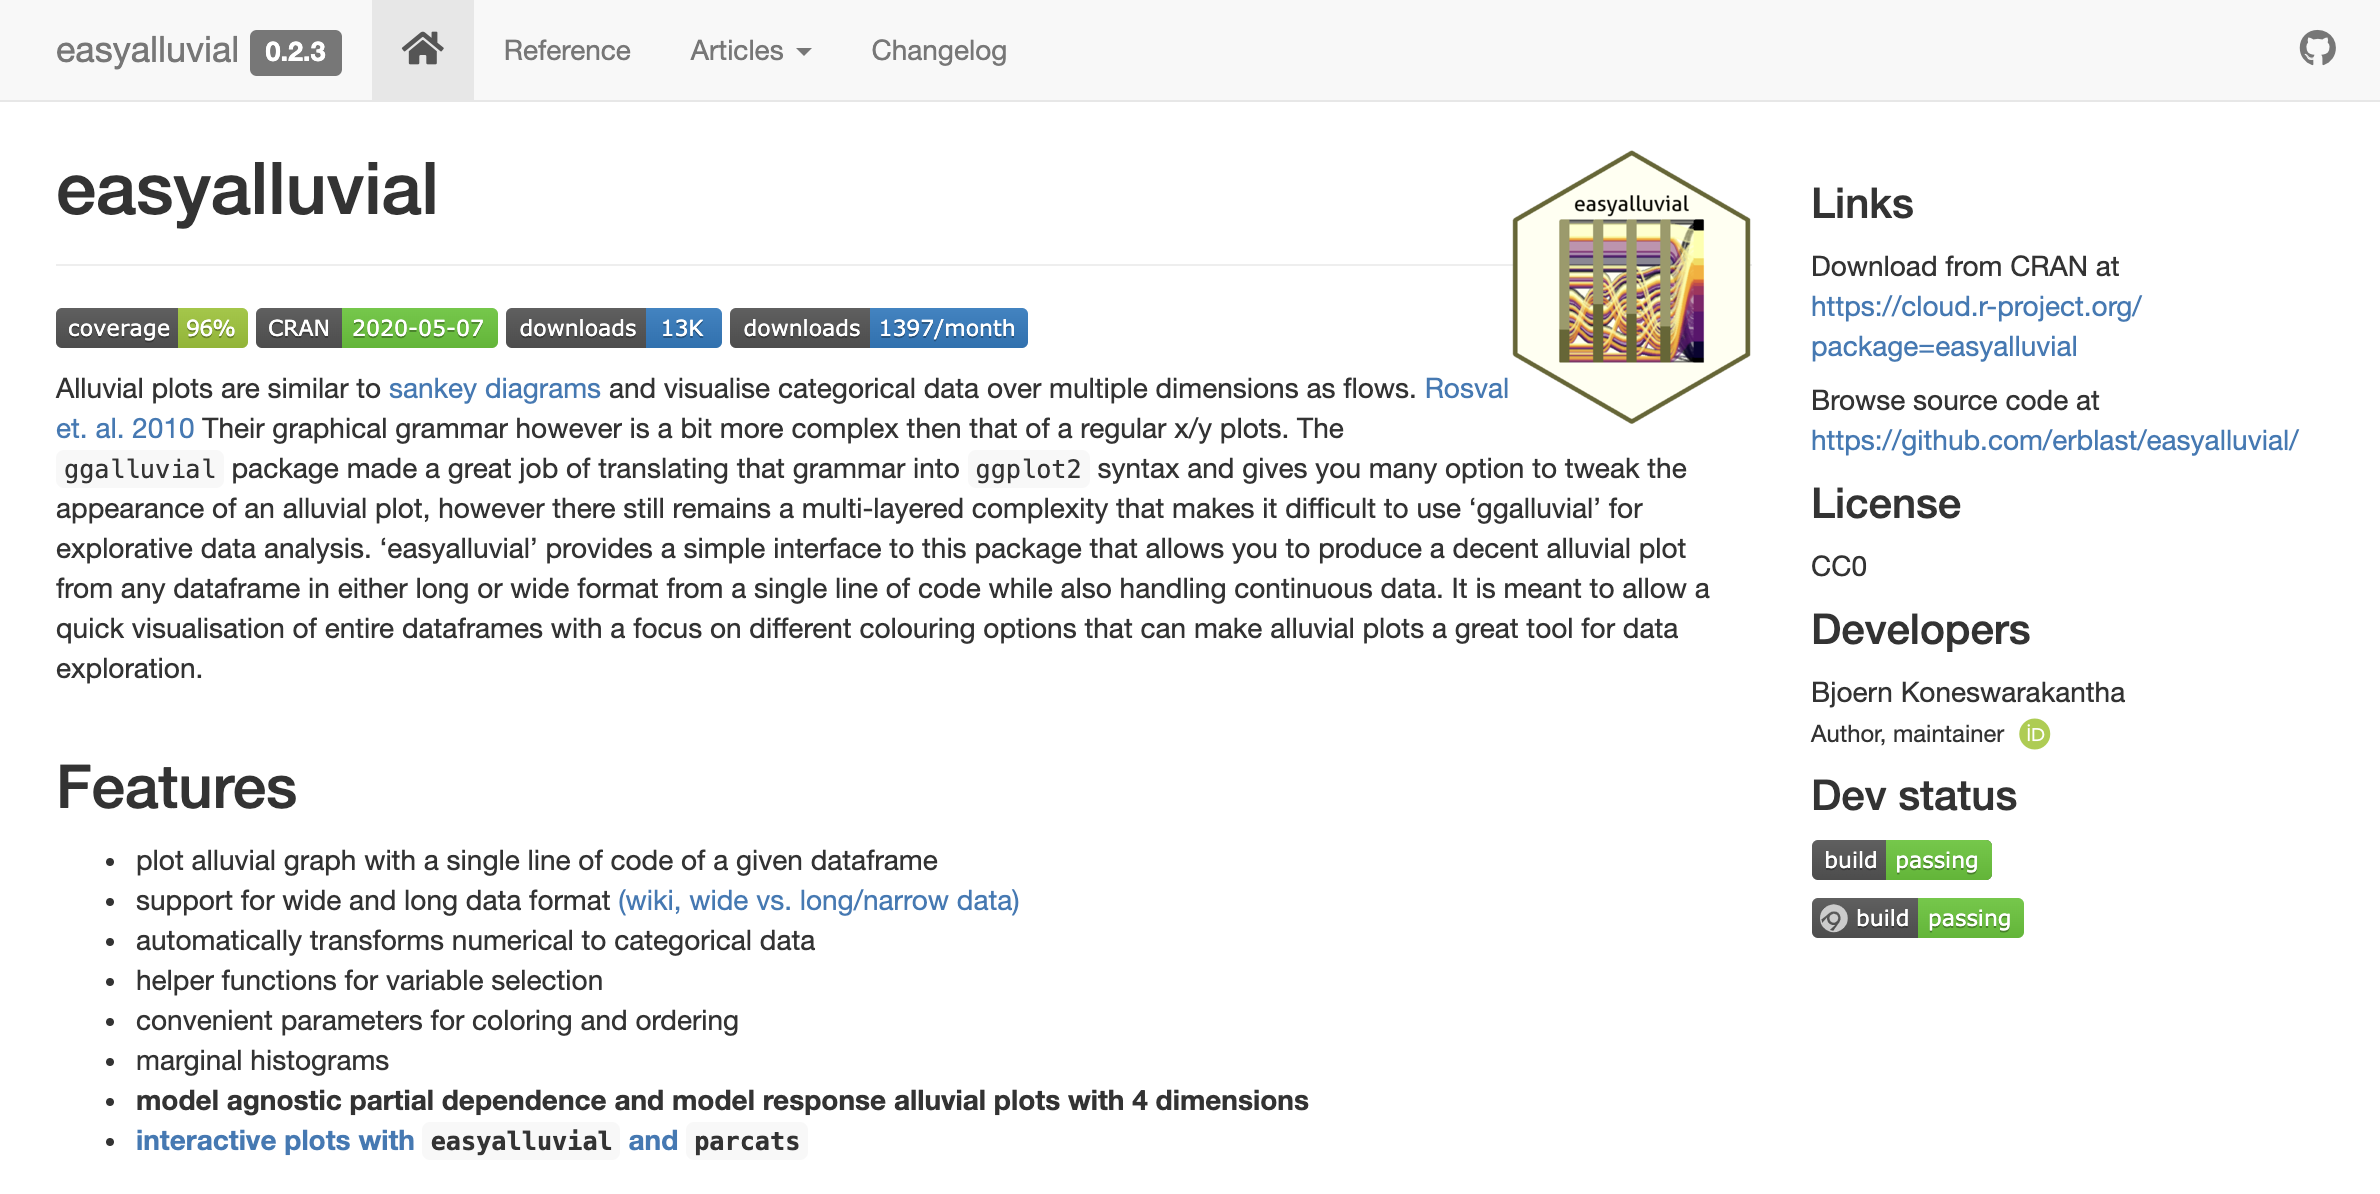 easyalluvial 0.2.3 Reference Articles Changelog
easyalluvial
easyalluvial
coverage 96% CRAN 2020-05-07 downloads 13K downloads 1397/month
Alluvial plots are similar to sankey diagrams and visualise categorical data over multiple dimensions as flows. Rosval
et. al. 2010 Their graphical grammar however is a bit more complex then that of a regular x/y plots. The
ggalluvial package made a great job of translating that grammar into ggplot2 syntax and gives you many option to tweak the
appearance of an alluvial plot, however there still remains a multi-layered complexity that makes it difficult to use ‘ggalluvial’ for
explorative data analysis. ‘easyalluvial’ provides a simple interface to this package that allows you to produce a decent alluvial plot
from any dataframe in either long or wide format from a single line of code while also handling continuous data. It is meant to allow a
quick visualisation of entire dataframes with a focus on different colouring options that can make alluvial plots a great tool for data
exploration.
Features
• plot alluvial graph with a single line of code of a given dataframe
• support for wide and long data format (wiki, wide vs. long/narrow data)
• automatically transforms numerical to categorical data
• helper functions for variable selection
• convenient parameters for coloring and ordering
• marginal histograms
• model agnostic partial dependence and model response alluvial plots with 4 dimensions
• interactive plots with easyalluvial and parcats
Links
Download from CRAN at
https://cloud.r-project.org/
package=easyalluvial
Browse source code at
https://github.com/erblast/easyalluvial/
License
CC0
Developers
Bjoern Koneswarakantha
Author, maintainer iD
Dev status
build passing
build passing